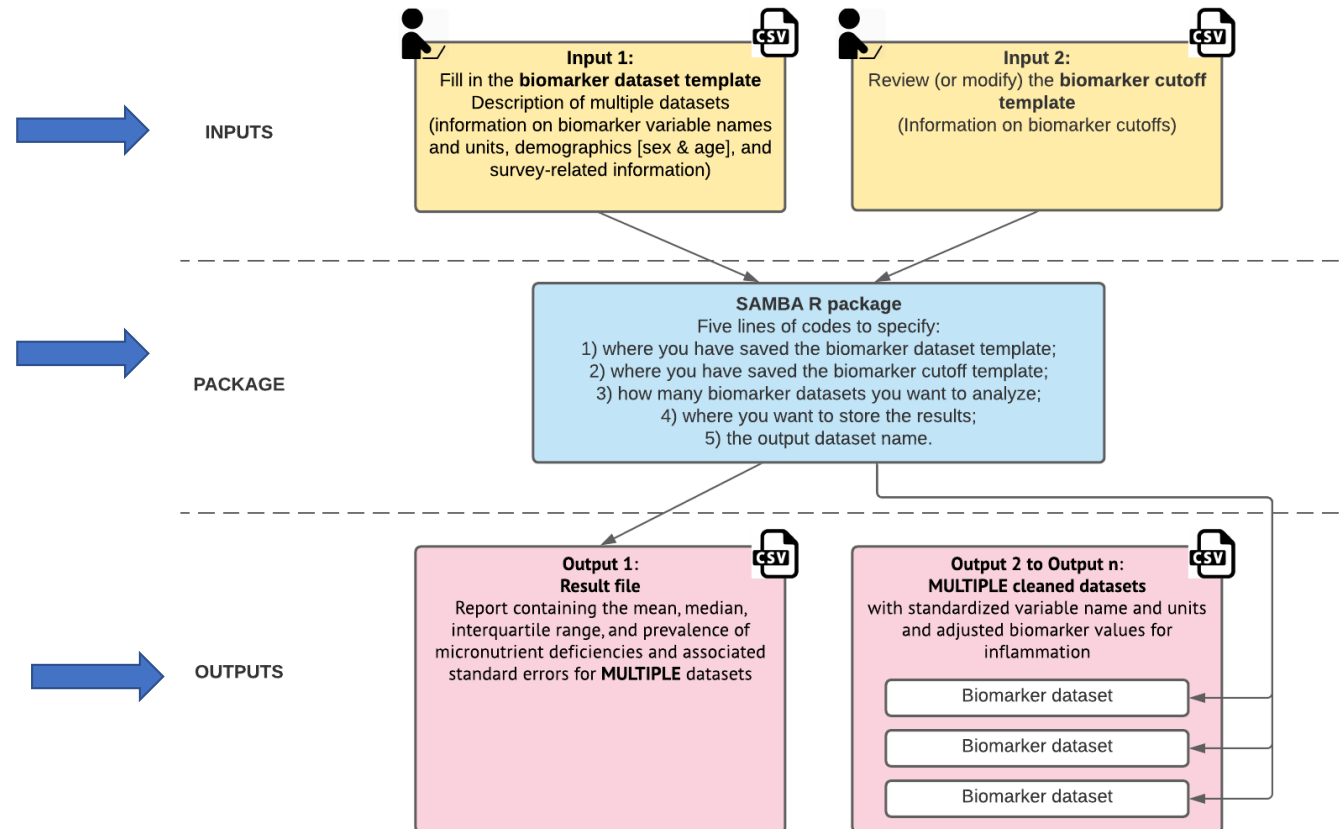 CSV
CSV
Input 1:
Fill in the biomarker dataset template
Description of multiple datasets
(information on biomarker variable names
and units, demographics [sex & age], and
survey-related information)
Input 2:
Review (or modify) the biomarker cutoff
template
(Information on biomarker cutoffs)
INPUTS
SAMBA R package
Five lines of codes to specify:
1) where you have saved the biomarker dataset template;
2) where you have saved the biomarker cutoff template;
3) how many biomarker datasets you want to analyze;
4) where you want to store the results;
5) the output dataset name.
PACKAGE
CSV
CSV
Output 1:
Result file
Report containing the mean, median,
interquartile range, and prevalence of
micronutrient deficiencies and associated
standard errors for MULTIPLE datasets
Output 2 to Output n:
MULTIPLE cleaned datasets
with standardized variable name and units
and adjusted biomarker values for
inflammation
OUTPUTS
Biomarker dataset
Biomarker dataset
Biomarker dataset